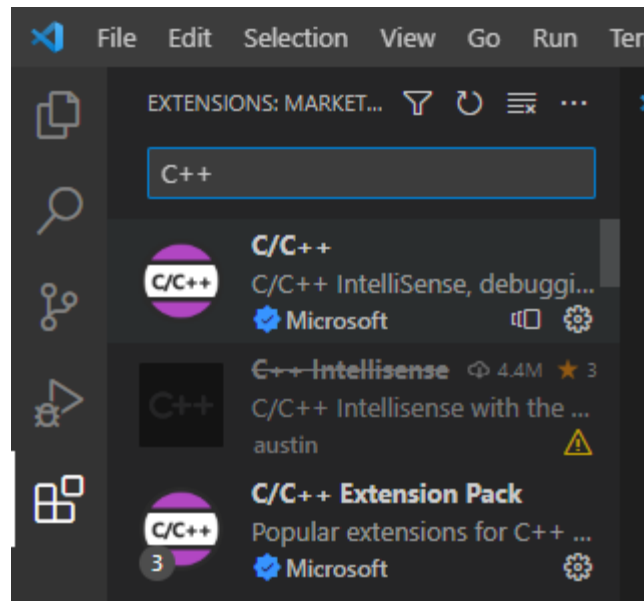 File Edit Selection View Go Run Ter
EXTENSIONS: MARKET...
C++
C/C++
C/C++
C/C++ IntelliSense, debuggi...
Microsoft
C++ Intellisense 4.4M 3
C++
C/C++ Intellisense with the ...
austin
C/C++ Extension Pack
C/C++
Popular extensions for C++ ...
3
Microsoft